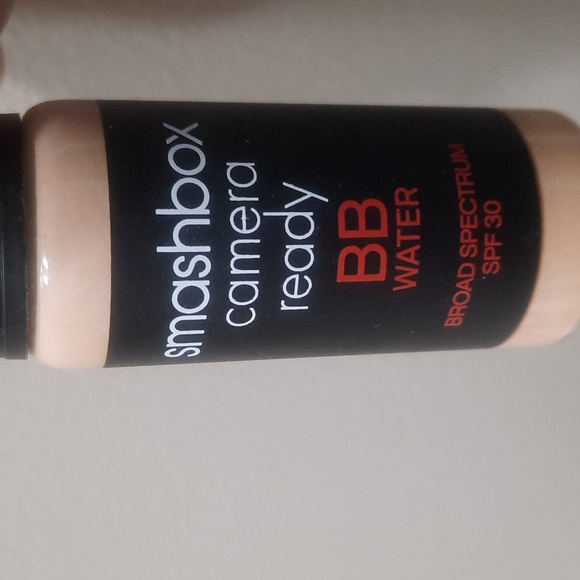 smashbox
camera
ready
BB
WATER
BROAD SPECTRUM
SPF 30